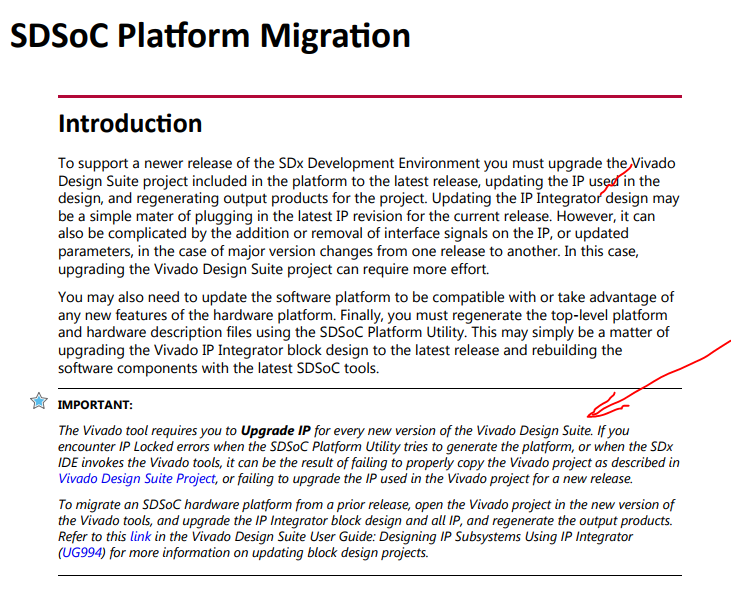 SDSoC Platform Migration
Introduction
To support a newer release of the SDx Development Environment you must upgrade the Vivado
Design Suite project included in the platform to the latest release, updating the IP used in the
design, and regenerating output products for the project. Updating the IP Integrator design may
be a simple mater of plugging in the latest IP revision for the current release. However, it can
also be complicated by the addition or removal of interface signals on the IP, or updated
parameters, in the case of major version changes from one release to another. In this case,
upgrading the Vivado Design Suite project can require more effort.
You may also need to update the software platform to be compatible with or take advantage of
any new features of the hardware platform. Finally, you must regenerate the top-level platform
and hardware description files using the SDSoC Platform Utility. This may simply be a matter of
upgrading the Vivado IP Integrator block design to the latest release and rebuilding the
software components with the latest SDSoC tools.
IMPORTANT:
The Vivado tool requires you to Upgrade IP for every new version of the Vivado Design Suite. If you
encounter IP Locked errors when the SDSoC Platform Utility tries to generate the platform, or when the SDx
IDE invokes the Vivado tools, it can be the result of failing to properly copy the Vivado project as described in
Vivado Design Suite Project, or failing to upgrade the IP used in the Vivado project for a new release.
To migrate an SDSoC hardware platform from a prior release, open the Vivado project in the new version of
the Vivado tools, and upgrade the IP Integrator block design and all IP, and regenerate the output products.
Refer to this link in the Vivado Design Suite User Guide: Designing IP Subsystems Using IP Integrator
(UG994) for more information on updating block design projects.